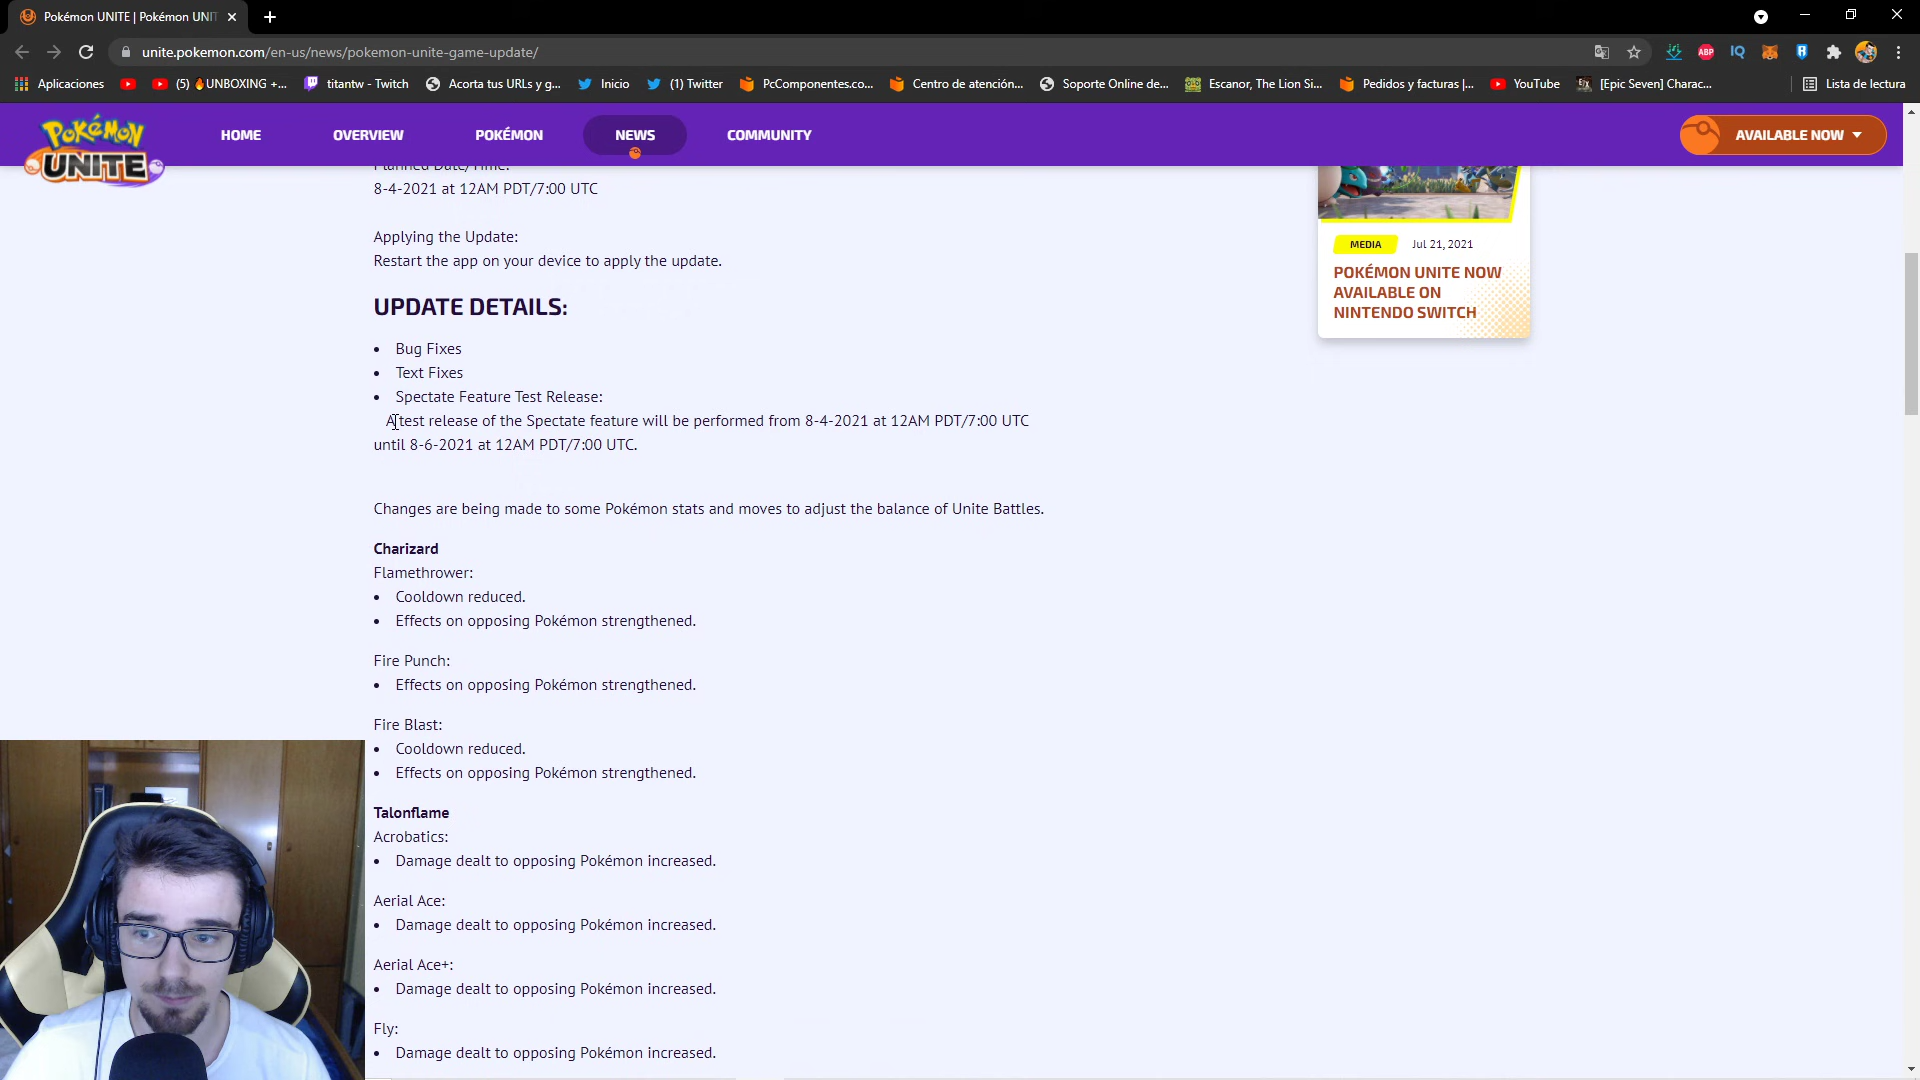 Pokémon UNITE | Pokémon UNIT
unite.pokemon.com/en-us/news/pokemon-unite-game-update/
ABP
IQ
Aplicaciones
(5) 🔥UNBOXING +...
titantw - Twitch
Acorta tus URLs y g...
Inicio
(1) Twitter
PcComponentes.co...
Centro de atención...
Soporte Online de...
Escanor, The Lion Si...
Pedidos y facturas |...
YouTube
[Epic Seven] Charac...
Lista de lectura
POKÉMON
UNITE
HOME
OVERVIEW
POKÉMON
NEWS
COMMUNITY
AVAILABLE NOW
Planned Date/Time:
8-4-2021 at 12AM PDT/7:00 UTC
Applying the Update:
Restart the app on your device to apply the update.
UPDATE DETAILS:
• Bug Fixes
• Text Fixes
• Spectate Feature Test Release:
A test release of the Spectate feature will be performed from 8-4-2021 at 12AM PDT/7:00 UTC
until 8-6-2021 at 12AM PDT/7:00 UTC.
Changes are being made to some Pokémon stats and moves to adjust the balance of Unite Battles.
Charizard
Flamethrower:
• Cooldown reduced.
• Effects on opposing Pokémon strengthened.
Fire Punch:
• Effects on opposing Pokémon strengthened.
Fire Blast:
• Cooldown reduced.
• Effects on opposing Pokémon strengthened.
Talonflame
Acrobatics:
• Damage dealt to opposing Pokémon increased.
Aerial Ace:
• Damage dealt to opposing Pokémon increased.
Aerial Ace+:
• Damage dealt to opposing Pokémon increased.
Fly:
• Damage dealt to opposing Pokémon increased.
MEDIA
Jul 21, 2021
POKÉMON UNITE NOW
AVAILABLE ON
NINTENDO SWITCH